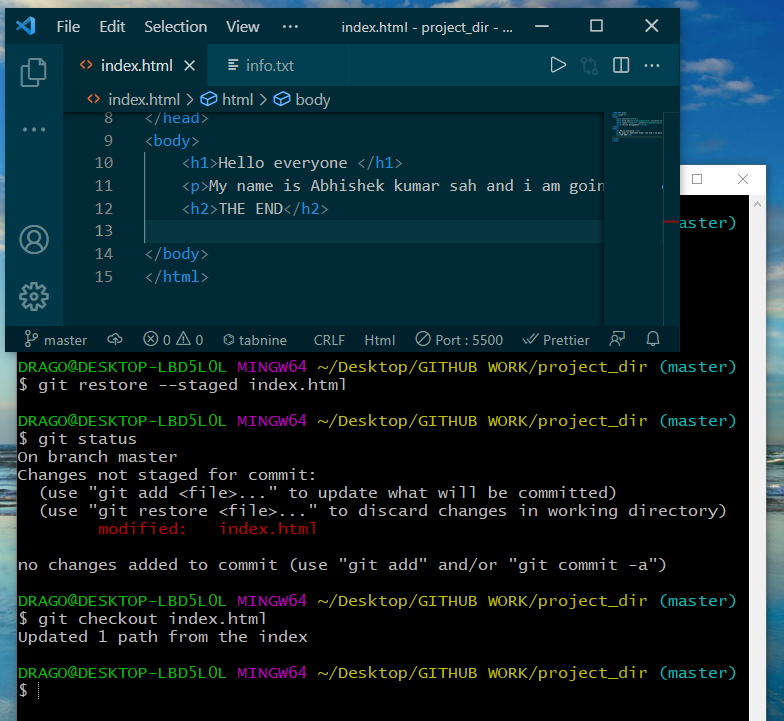 File Edit Selection View ··· index.html - project_dir - ...
index.html info.txt
index.html > html > body
8 </head>
9 <body>
10 <h1>Hello everyone </h1>
11 <p>My name is Abhishek kumar sah and i am goin
12 <h2>THE END</h2>
13
14 </body>
15 </html>
master 0 0 tabnine CRLF Html Port : 5500 Prettier
aster)
DRAGO@DESKTOP-LBD5L0L MINGW64 ~/Desktop/GITHUB WORK/project_dir (master)
$ git restore --staged index.html
DRAGO@DESKTOP-LBD5L0L MINGW64 ~/Desktop/GITHUB WORK/project_dir (master)
$ git status
On branch master
Changes not staged for commit:
(use "git add <file>..." to update what will be committed)
(use "git restore <file>..." to discard changes in working directory)
modified: index.html
no changes added to commit (use "git add" and/or "git commit -a")
DRAGO@DESKTOP-LBD5L0L MINGW64 ~/Desktop/GITHUB WORK/project_dir (master)
$ git checkout index.html
Updated 1 path from the index
DRAGO@DESKTOP-LBD5L0L MINGW64 ~/Desktop/GITHUB WORK/project_dir (master)
$